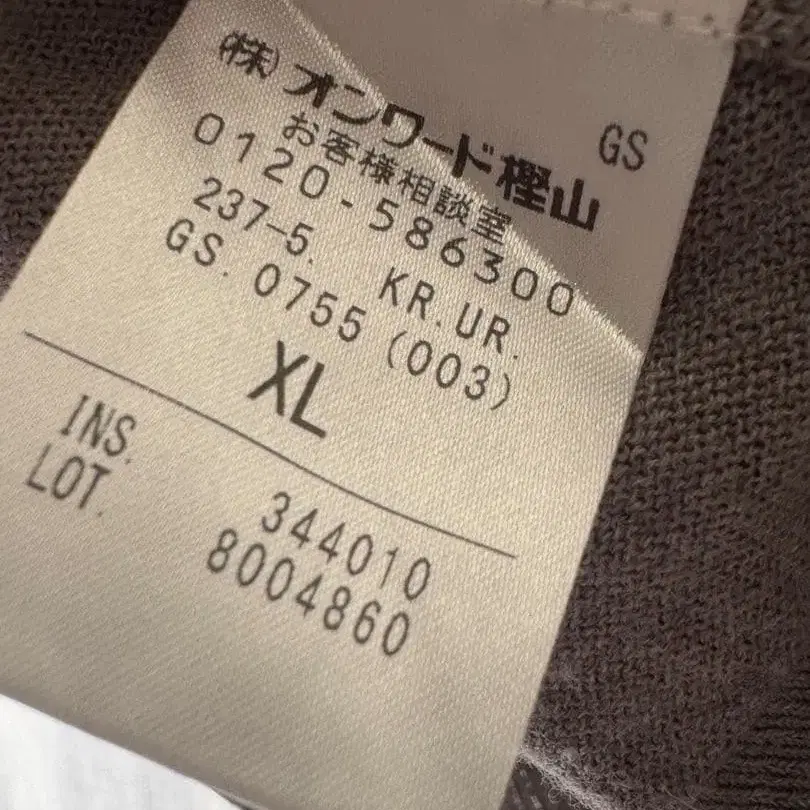 GS
(株)オンワード樫山
お客様相談室
0120-586300
237-5. KR.UR.
GS. 0755 (003)
XL
INS. 344010
LOT. 8004860